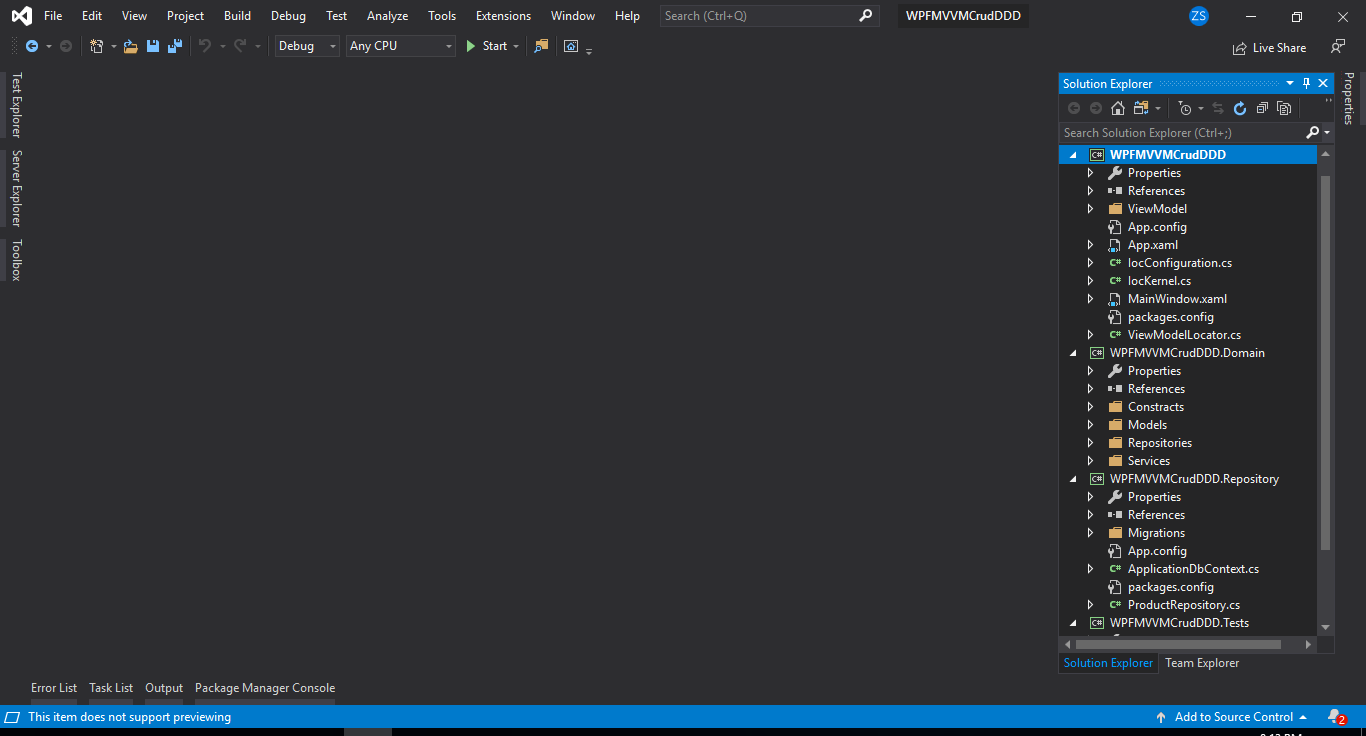 File Edit View Project Build Debug Test Analyze Tools Extensions Window Help Search (Ctrl+Q) WPFMVVMCrudDDD ZS
Debug Any CPU Start Live Share
Test Explorer
Server Explorer
Toolbox
Solution Explorer
Properties
Search Solution Explorer (Ctrl+;)
C# WPFMVVMCrudDDD
Properties
References
ViewModel
App.config
App.xaml
C# IocConfiguration.cs
C# IocKernel.cs
MainWindow.xaml
packages.config
C# ViewModelLocator.cs
C# WPFMVVMCrudDDD.Domain
Properties
References
Constracts
Models
Repositories
Services
C# WPFMVVMCrudDDD.Repository
Properties
References
Migrations
App.config
C# ApplicationDbContext.cs
packages.config
C# ProductRepository.cs
C# WPFMVVMCrudDDD.Tests
Solution Explorer Team Explorer
Error List Task List Output Package Manager Console
This item does not support previewing Add to Source Control 2